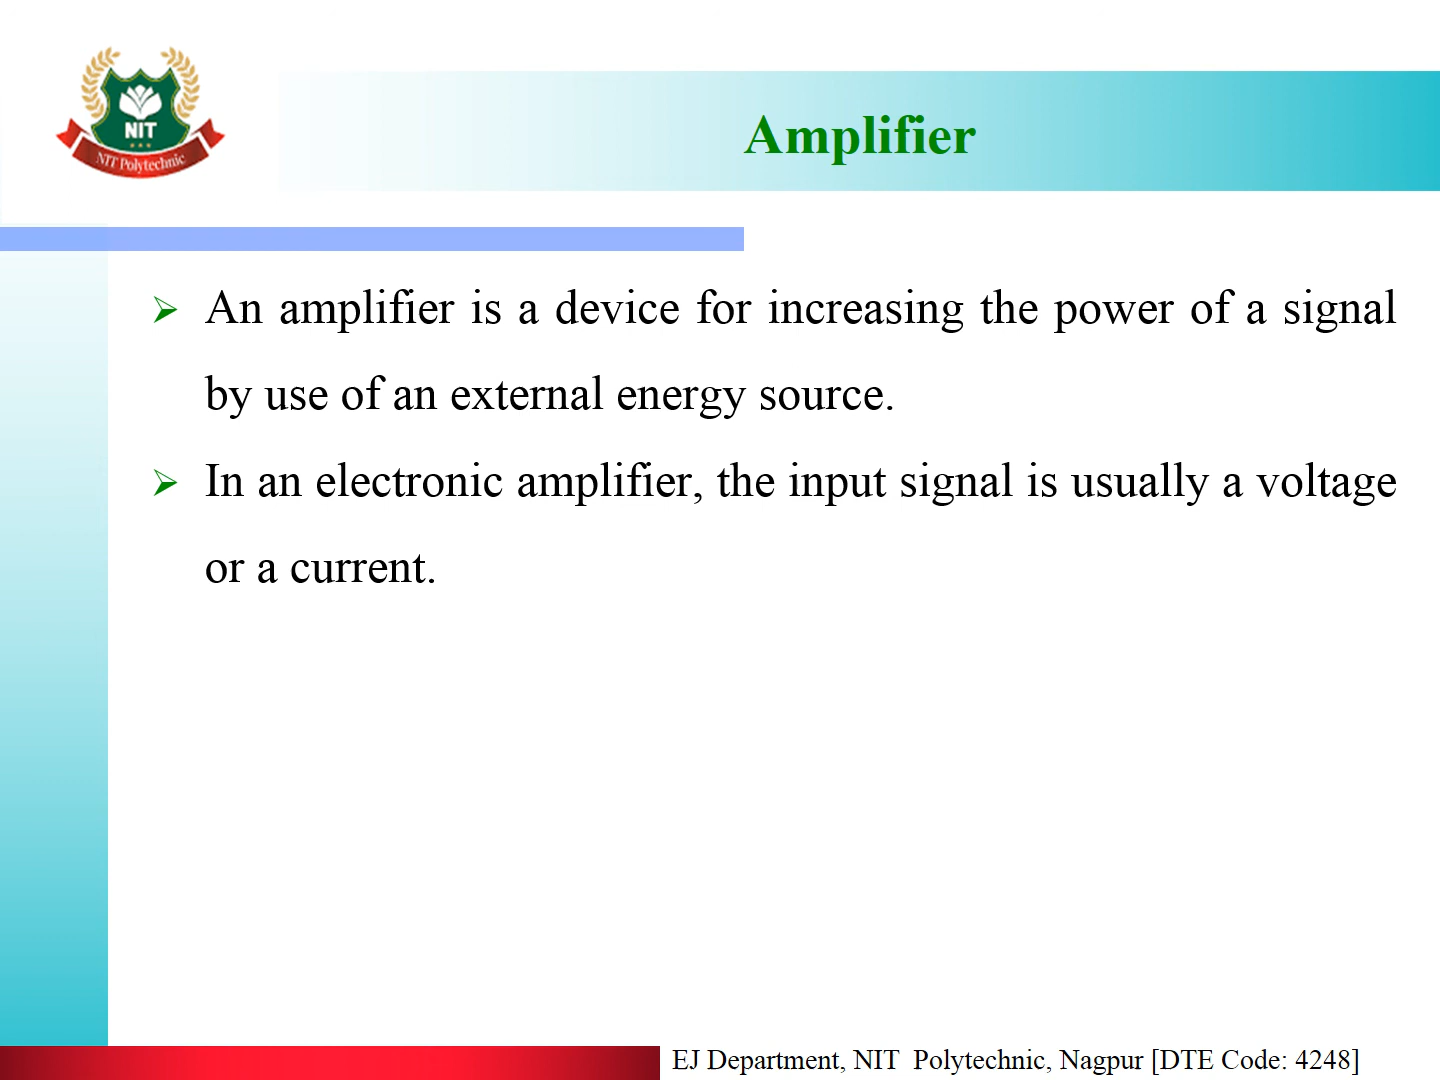 NIT
NIT Polytechnic
Amplifier
An amplifier is a device for increasing the power of a signal
by use of an external energy source.
In an electronic amplifier, the input signal is usually a voltage
or a current.
EJ Department, NIT  Polytechnic, Nagpur [DTE Code: 4248]